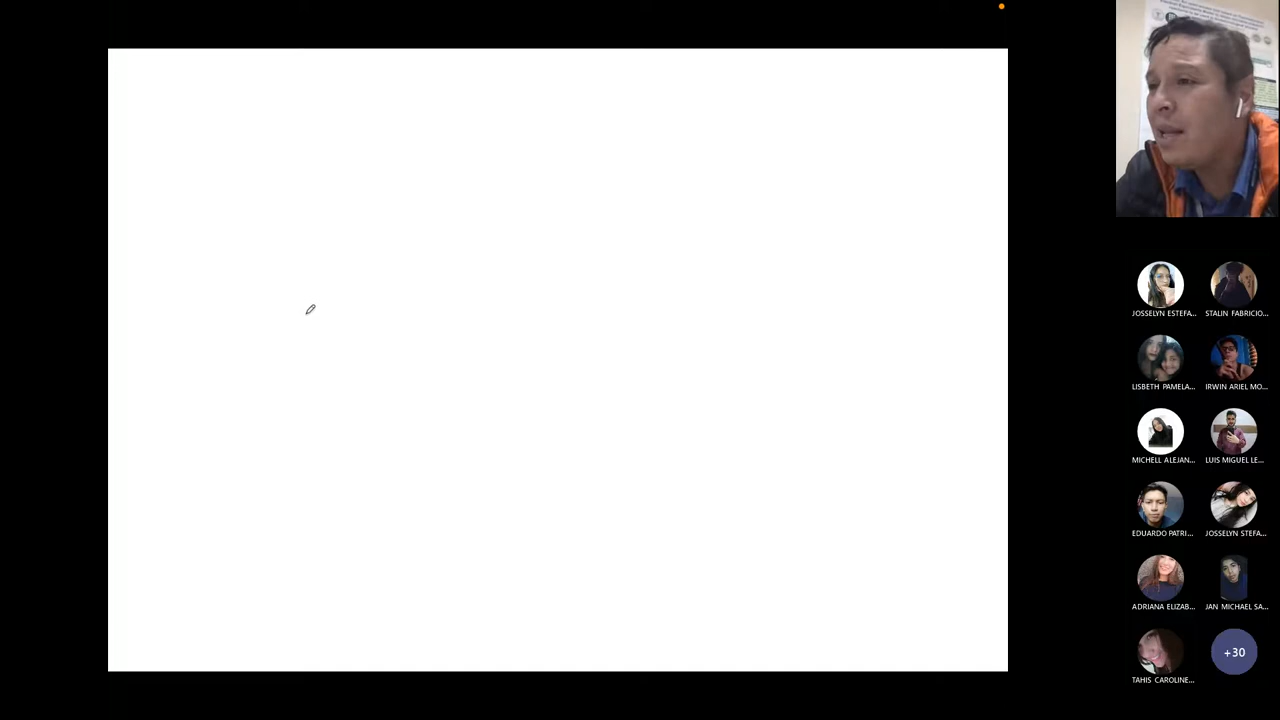 JOSSELYN ESTEFA...
STALIN FABRICIO...
LISBETH PAMELA...
IRWIN ARIEL MO...
MICHELL ALEJAN...
LUIS MIGUEL LE...
EDUARDO PATRI...
JOSSELYN STEFA...
ADRIANA ELIZAB...
JAN MICHAEL SA...
TAHIS CAROLINE...
+30